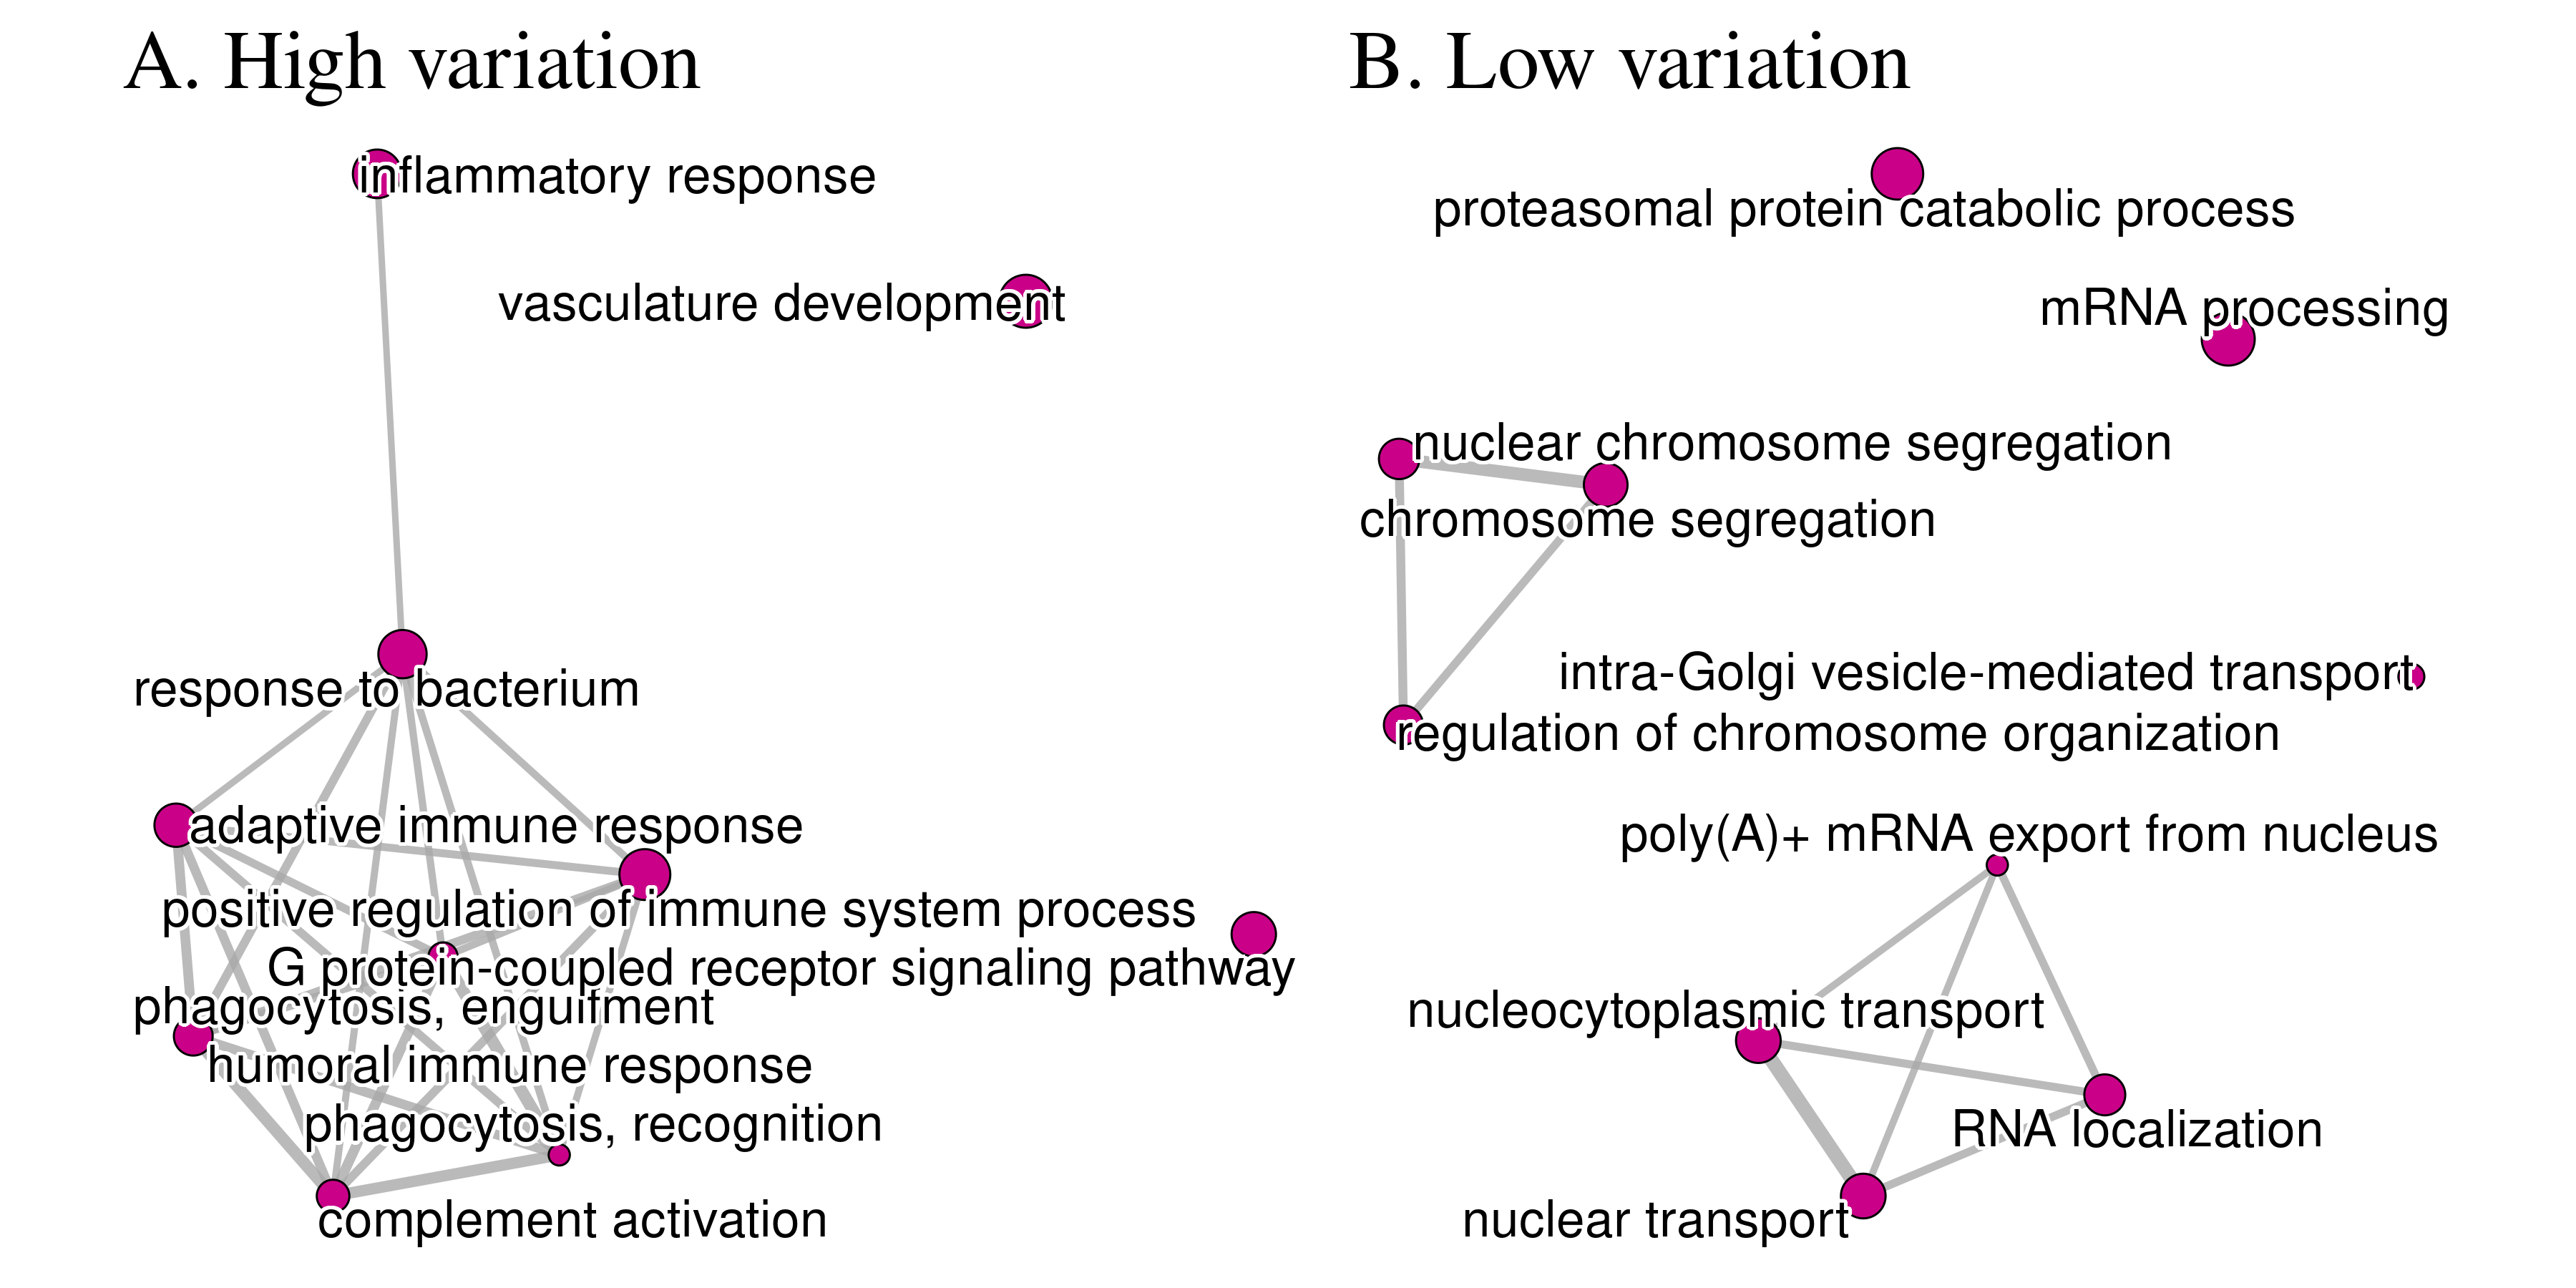 A. High variation
inflammatory response
vasculature development
response to bacterium
adaptive immune response
positive regulation of immune system process
G protein-coupled receptor signaling pathway
phagocytosis, engulfment
humoral immune response
phagocytosis, recognition
complement activation
B. Low variation
proteasomal protein catabolic process
mRNA processing
nuclear chromosome segregation
chromosome segregation
intra-Golgi vesicle-mediated transport
regulation of chromosome organization
poly(A)+ mRNA export from nucleus
nucleocytoplasmic transport
RNA localization
nuclear transport